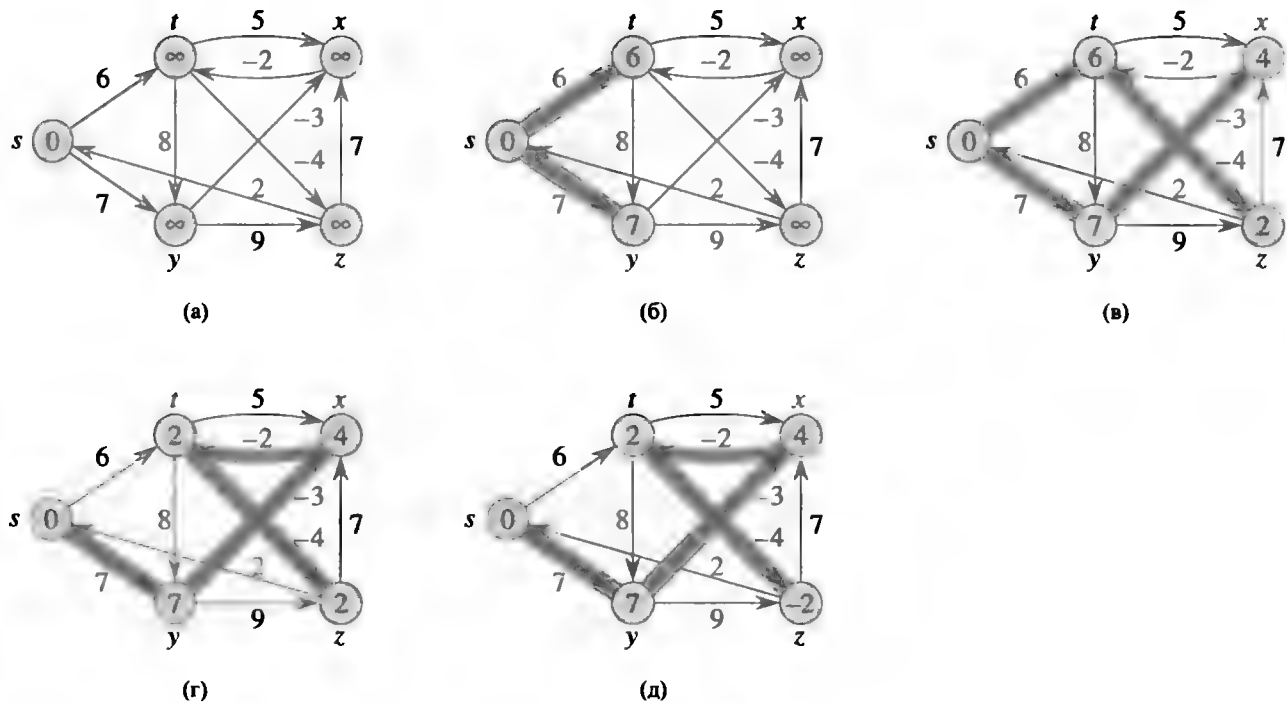 t 5 x
∞ -2 ∞
6
-3
s 0 8
-4 7
7 2
∞ 9 ∞
y z
(а)
t 5 x
6 -2 ∞
6
-3
s 0 8
-4 7
7 2
7 9 ∞
y z
(б)
t 5 x
6 -2 4
6
-3
s 0 8
-4 7
7 2
7 9 2
y z
(в)
t 5 x
2 -2 4
6
-3
s 0 8
-4 7
7 2
7 9 2
y z
(г)
t 5 x
2 -2 4
6
-3
s 0 8
-4 7
7 2
7 9 -2
y z
(д)